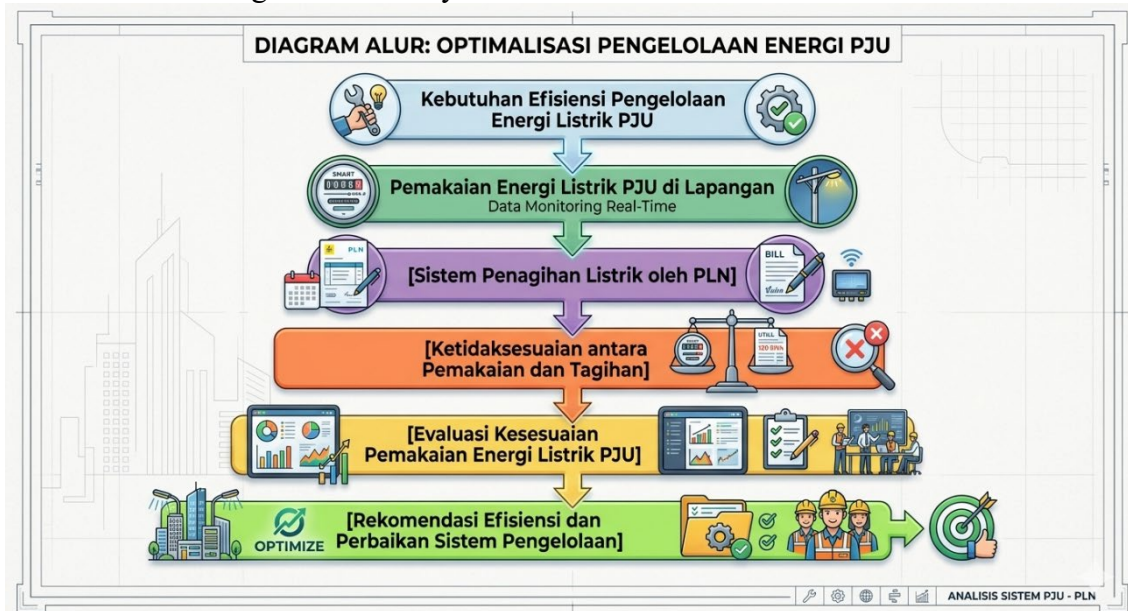 DIAGRAM ALUR: OPTIMALISASI PENGELOLAAN ENERGI PJU
Kebutuhan Efisiensi Pengelolaan
Energi Listrik PJU
SMART
Pemakaian Energi Listrik PJU di Lapangan
Data Monitoring Real-Time
PLN
[Sistem Penagihan Listrik oleh PLN]
BILL
[Ketidaksesuaian antara
Pemakaian dan Tagihan]
SMART
[Evaluasi Kesesuaian
Pemakaian Energi Listrik PJU]
OPTIMIZE
[Rekomendasi Efisiensi dan
Perbaikan Sistem Pengelolaan]
ANALISIS SISTEM PJU - PLN